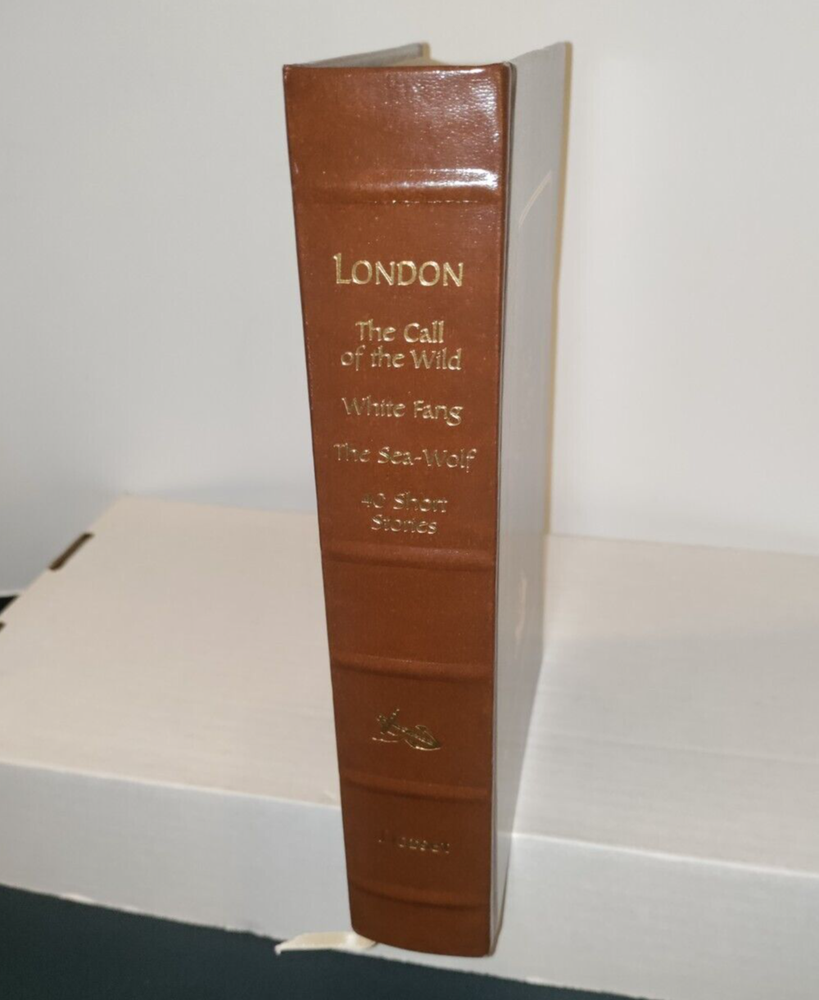 LONDON
The Call
of the Wild
White Fang
The Sea-Wolf
40 Short
Stories